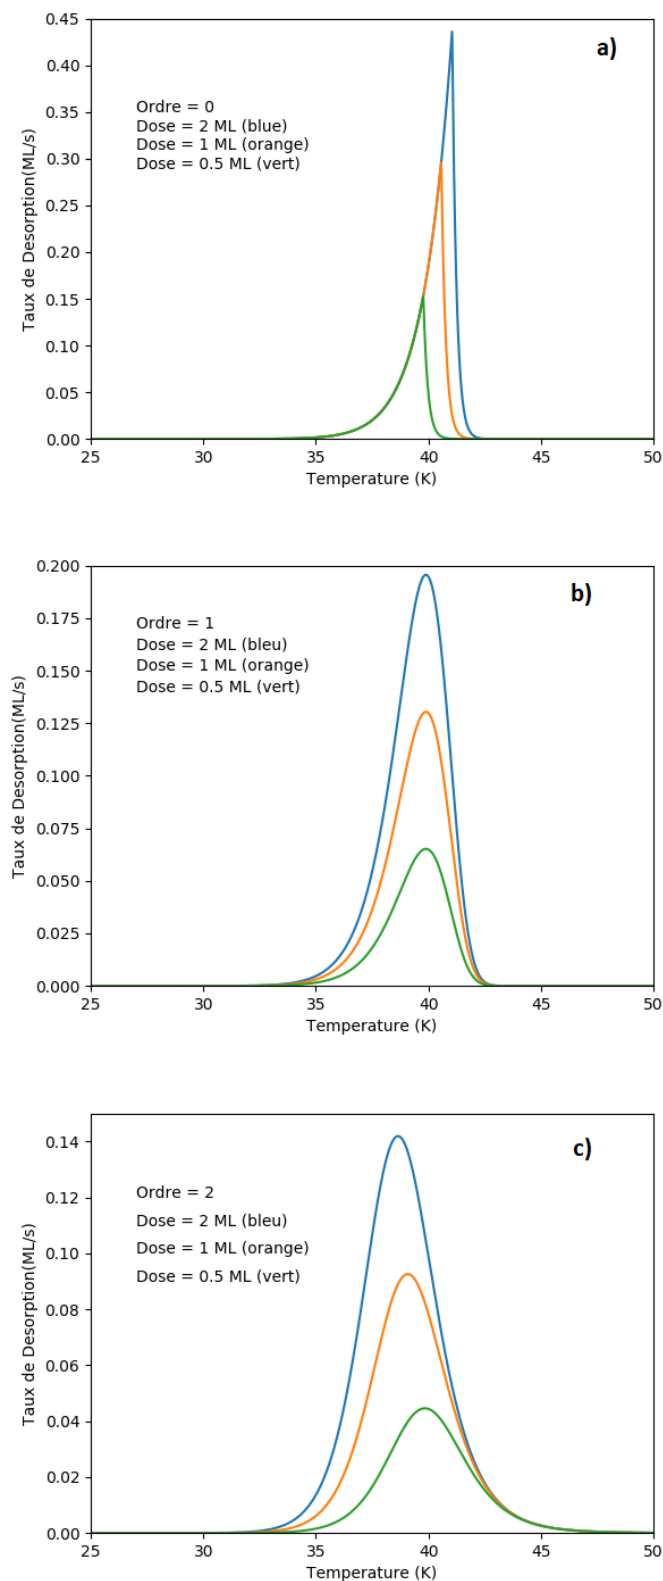 a)
Ordre = 0
Dose = 2 ML (blue)
Dose = 1 ML (orange)
Dose = 0.5 ML (vert)
Taux de Desorption(ML/s)
0.45
0.40
0.35
0.30
0.25
0.20
0.15
0.10
0.05
0.00
25 30 35 40 45 50
Temperature (K)
b)
Ordre = 1
Dose = 2 ML (bleu)
Dose = 1 ML (orange)
Dose = 0.5 ML (vert)
Taux de Desorption(ML/s)
0.200
0.175
0.150
0.125
0.100
0.075
0.050
0.025
0.000
25 30 35 40 45 50
Temperature (K)
c)
Ordre = 2
Dose = 2 ML (bleu)
Dose = 1 ML (orange)
Dose = 0.5 ML (vert)
Taux de Desorption(ML/s)
0.14
0.12
0.10
0.08
0.06
0.04
0.02
0.00
25 30 35 40 45 50
Temperature (K)